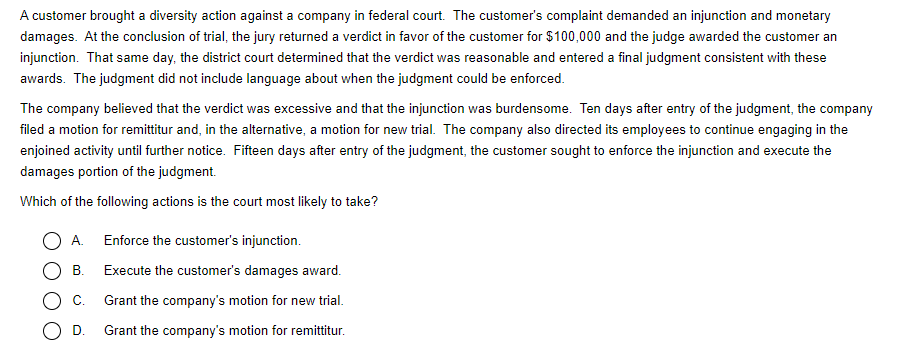 A customer brought a diversity action against a company in federal court.  The customer's complaint demanded an injunction and monetary
damages.  At the conclusion of trial, the jury returned a verdict in favor of the customer for $100,000 and the judge awarded the customer an
injunction.  That same day, the district court determined that the verdict was reasonable and entered a final judgment consistent with these
awards.  The judgment did not include language about when the judgment could be enforced.
The company believed that the verdict was excessive and that the injunction was burdensome.  Ten days after entry of the judgment, the company
filed a motion for remittitur and, in the alternative, a motion for new trial.  The company also directed its employees to continue engaging in the
enjoined activity until further notice.  Fifteen days after entry of the judgment, the customer sought to enforce the injunction and execute the
damages portion of the judgment.
Which of the following actions is the court most likely to take?
A. Enforce the customer's injunction.
B. Execute the customer's damages award.
C. Grant the company's motion for new trial.
D. Grant the company's motion for remittitur.